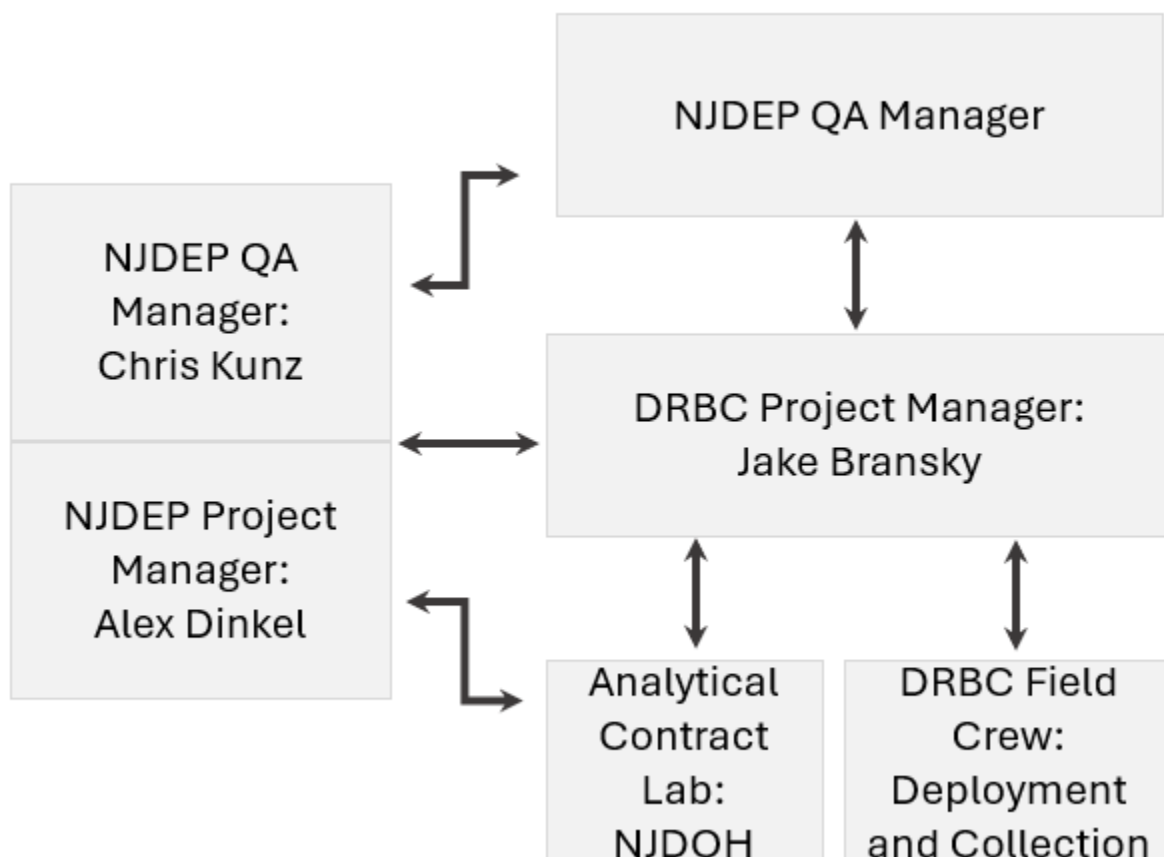 NJDEP QA Manager
NJDEP QA
Manager:
Chris Kunz
DRBC Project Manager:
Jake Bransky
NJDEP Project
Manager:
Alex Dinkel
Analytical
Contract
Lab:
NJDOH
DRBC Field
Crew:
Deployment
and Collection